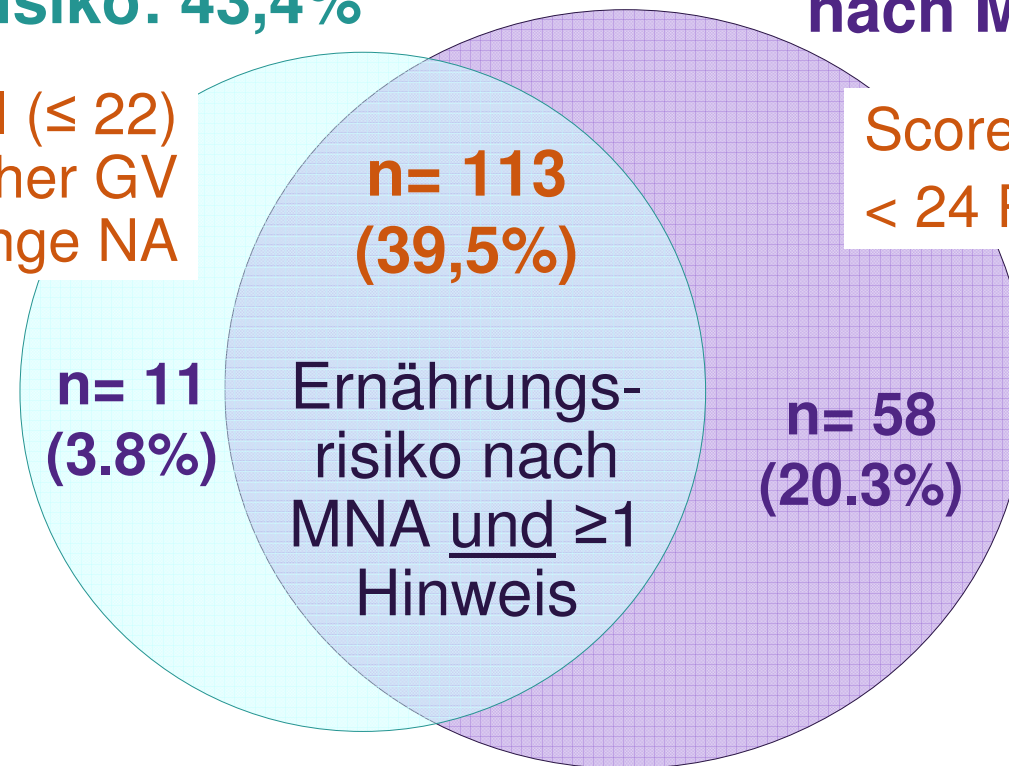 risiko: 43,4%
nach M
(≤ 22)
her GV
nge NA
Score
< 24
n= 113
(39,5%)
n= 11
(3.8%)
Ernährungs-
risiko nach
MNA und ≥1
Hinweis
n= 58
(20.3%)